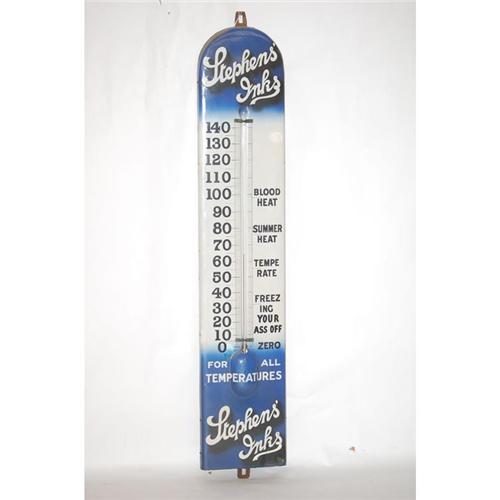 Stephens'
Inks
140
130
120
110
100
90
80
70
60
50
40
30
20
10
0
BLOOD
HEAT
SUMMER
HEAT
TEMPE
RATE
FREEZ
ING
YOUR
ASS OFF
ZERO
FOR ALL
TEMPERATURES
Stephens'
Inks